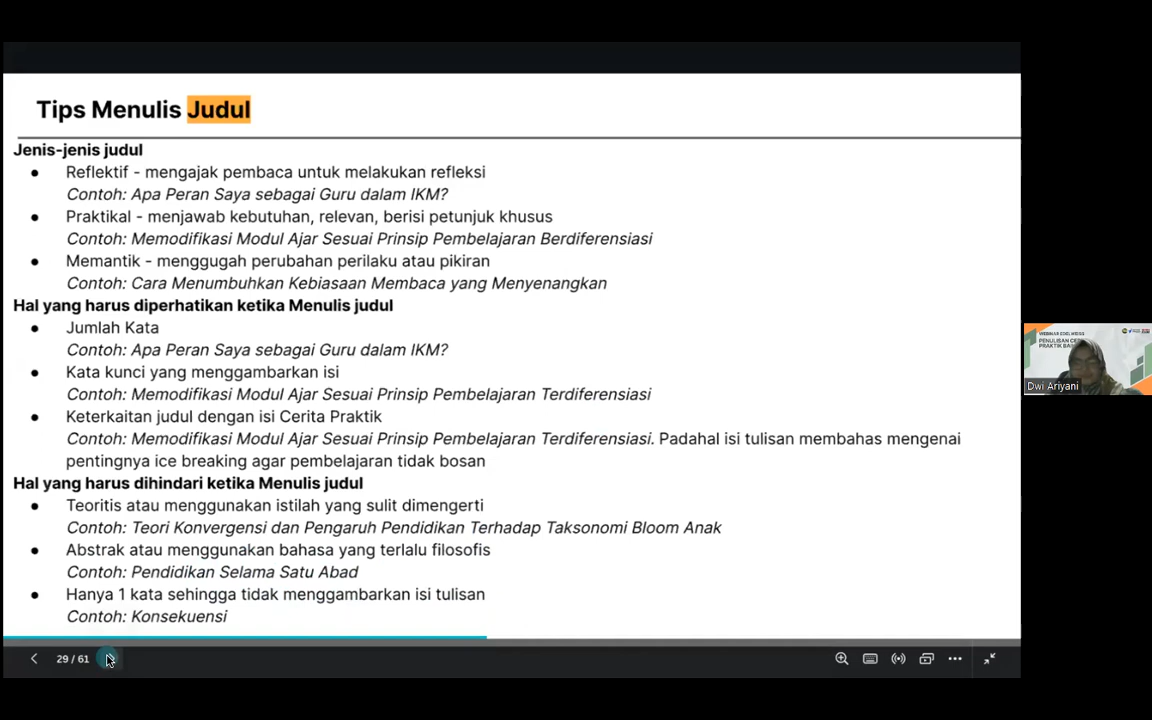 Tips Menulis Judul
Jenis-jenis judul
● Reflektif - mengajak pembaca untuk melakukan refleksi
Contoh: Apa Peran Saya sebagai Guru dalam IKM?
● Praktikal - menjawab kebutuhan, relevan, berisi petunjuk khusus
Contoh: Memodifikasi Modul Ajar Sesuai Prinsip Pembelajaran Berdiferensiasi
● Memantik - menggugah perubahan perilaku atau pikiran
Contoh: Cara Menumbuhkan Kebiasaan Membaca yang Menyenangkan
Hal yang harus diperhatikan ketika Menulis judul
● Jumlah Kata
Contoh: Apa Peran Saya sebagai Guru dalam IKM?
● Kata kunci yang menggambarkan isi
Contoh: Memodifikasi Modul Ajar Sesuai Prinsip Pembelajaran Terdiferensiasi
● Keterkaitan judul dengan isi Cerita Praktik
Contoh: Memodifikasi Modul Ajar Sesuai Prinsip Pembelajaran Terdiferensiasi. Padahal isi tulisan membahas mengenai
pentingnya ice breaking agar pembelajaran tidak bosan
Hal yang harus dihindari ketika Menulis judul
● Teoritis atau menggunakan istilah yang sulit dimengerti
Contoh: Teori Konvergensi dan Pengaruh Pendidikan Terhadap Taksonomi Bloom Anak
● Abstrak atau menggunakan bahasa yang terlalu filosofis
Contoh: Pendidikan Selama Satu Abad
● Hanya 1 kata sehingga tidak menggambarkan isi tulisan
Contoh: Konsekuensi
29 / 61
WEBINAR EDELWEISS
PENULISAN
PRAKTIK
Dwi Ariyani